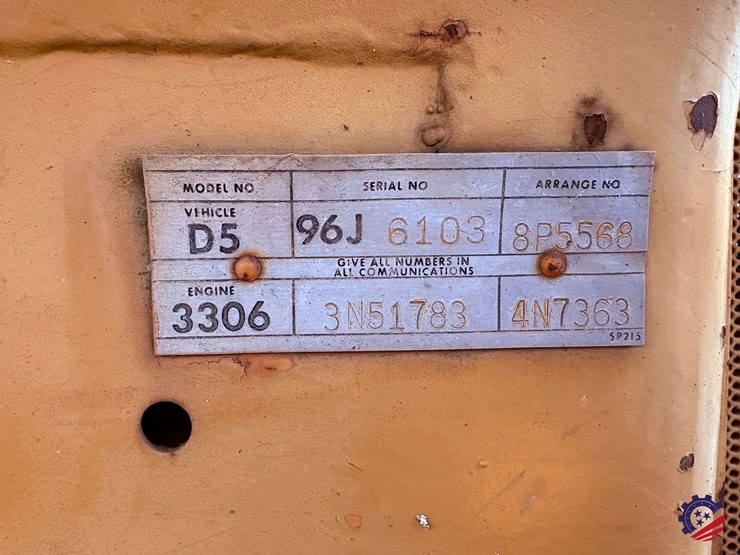 MODEL NO SERIAL NO ARRANGE NO
VEHICLE
D5 96J 6103 8P5568
GIVE ALL NUMBERS IN
ALL COMMUNICATIONS
ENGINE
3306 3N51783 4N7363
5P215